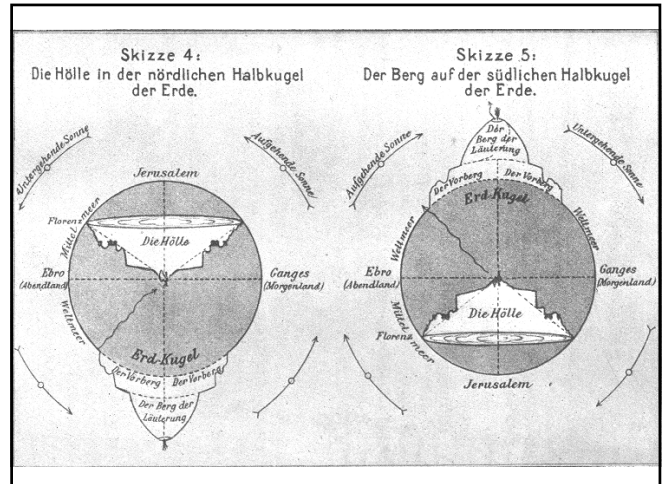 Skizze 4:
Die Hölle in der nördlichen Halbkugel
der Erde.
Untergehende Sonne
Aufgehende Sonne
Jerusalem
Florenz
Mittelmeer
Die Hölle
Ebro
(Abendland)
Ganges
(Morgenland)
Weltmeer
Erd-Kugel
Der Vorberg
Der Vorberg
Der Berg der
Läuterung
Skizze 5:
Der Berg auf der südlichen Halbkugel
der Erde.
Aufgehende Sonne
Untergehende Sonne
Der
Berg der
Läuterung
Der Vorberg
Der Vorberg
Erd-Kugel
Weltmeer
Weltmeer
Ebro
(Abendland)
Ganges
(Morgenland)
Die Hölle
Mittelmeer
Florenz
Jerusalem